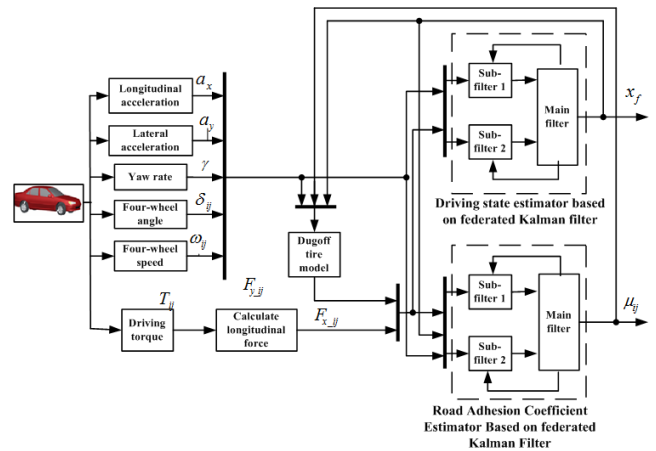 Longitudinal
acceleration
a_x
Lateral
acceleration
a_y
Yaw rate
γ
Four-wheel
angle
δ_ij
Four-wheel
speed
ω_ij
T_ij
Driving
torque
Calculate
longitudinal
force
F_y_ij
F_x_ij
Dugoff
tire
model
Sub-
filter 1
Sub-
filter 2
Main
filter
x_f
Driving state estimator based
on federated Kalman filter
Sub-
filter 1
Sub-
filter 2
Main
filter
μ_ij
Road Adhesion Coefficient
Estimator Based on federated
Kalman Filter